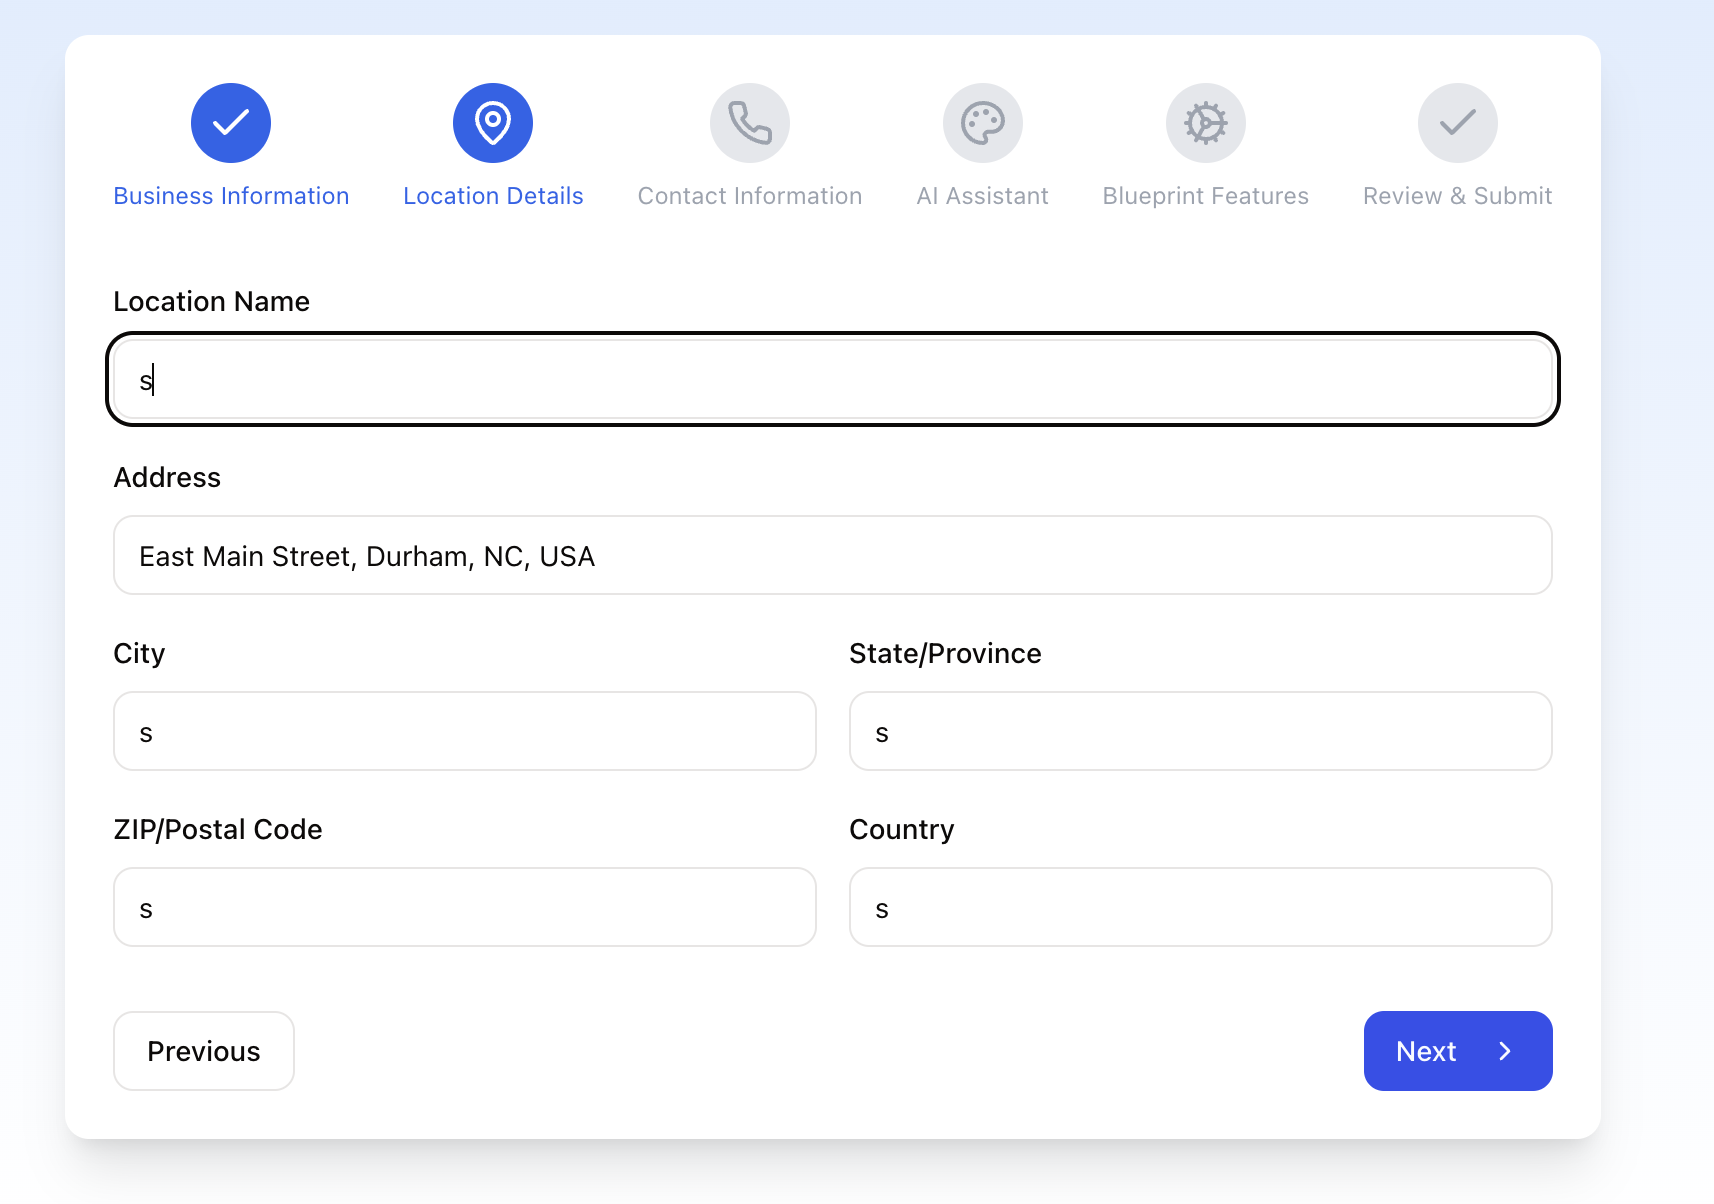 Business Information
Location Details
Contact Information
AI Assistant
Blueprint Features
Review & Submit
Location Name
s
Address
East Main Street, Durham, NC, USA
City
State/Province
s
s
ZIP/Postal Code
Country
s
s
Previous
Next